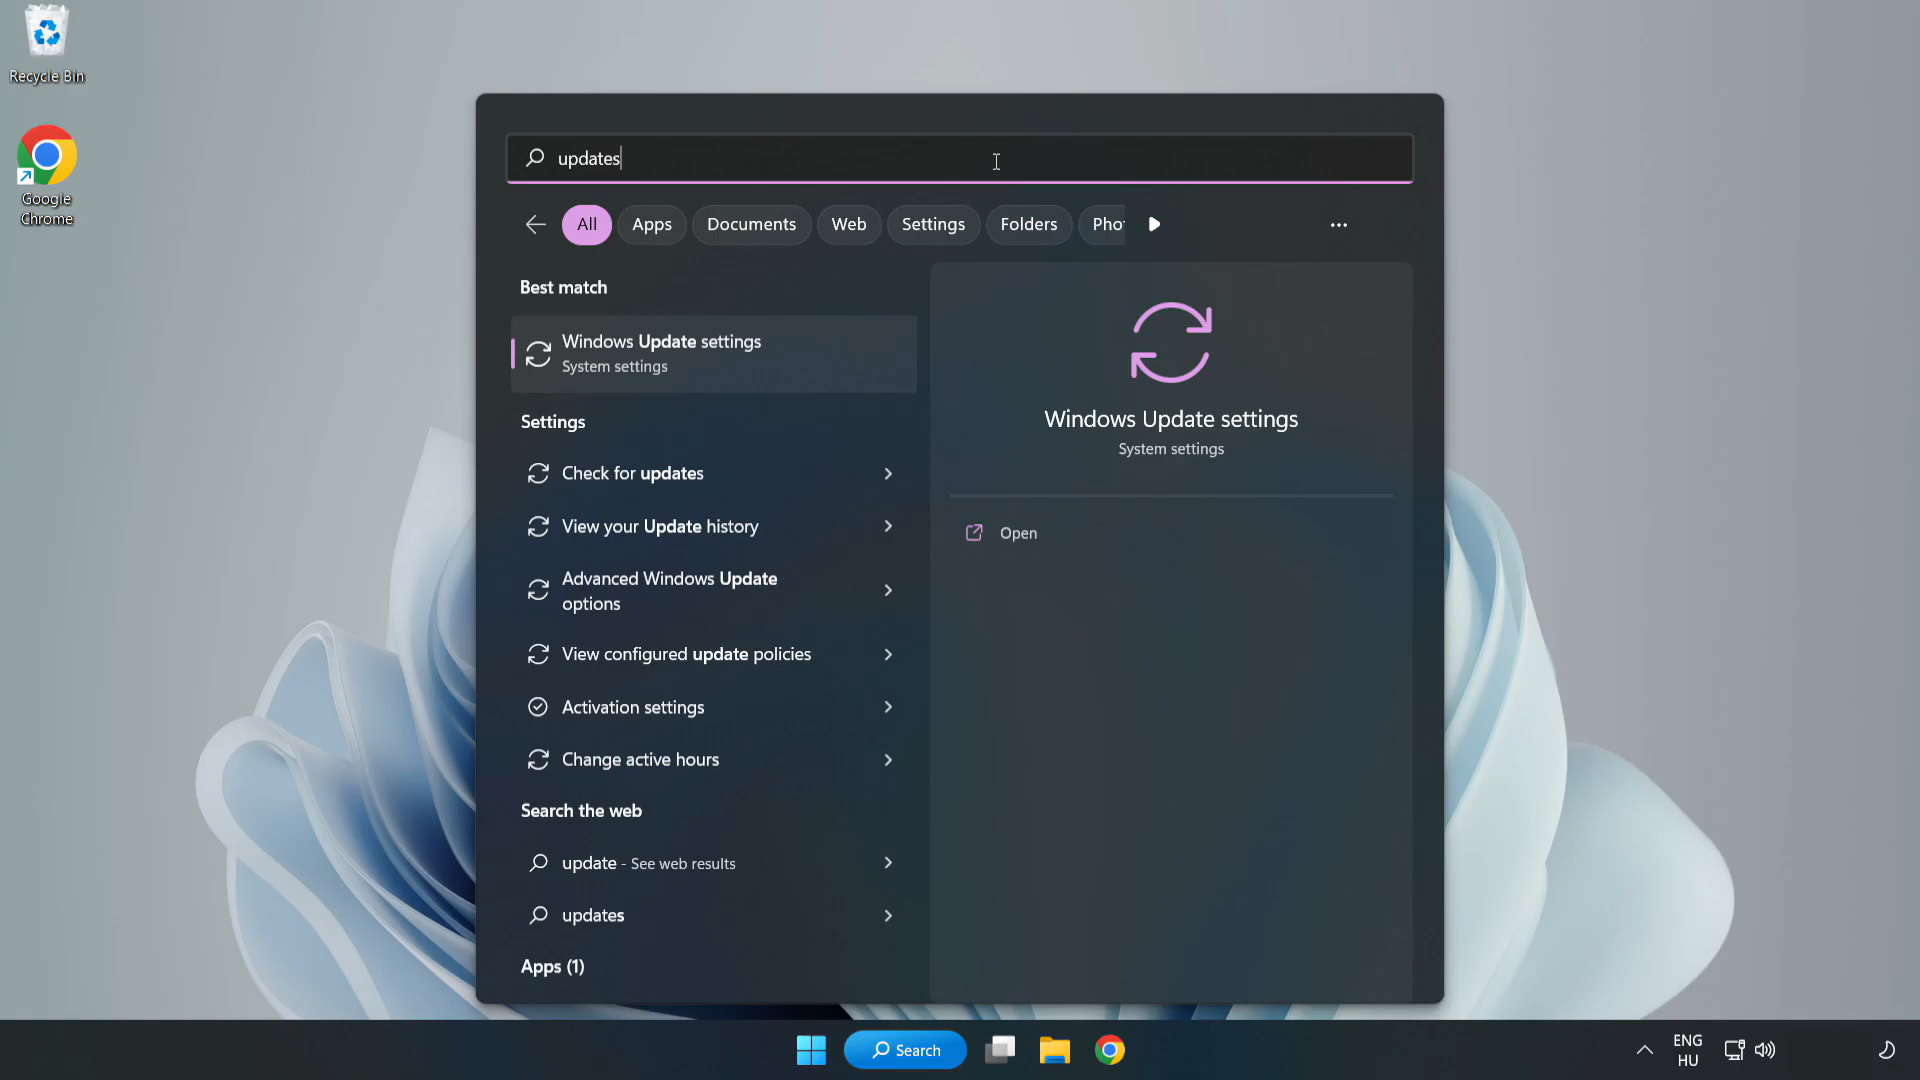 Recycle Bin
Google
Chrome
updates
All
Apps
Documents
Web
Settings
Folders
Pho
Best match
Windows Update settings
System settings
Settings
Check for updates
View your Update history
Advanced Windows Update
options
View configured update policies
Activation settings
Change active hours
Search the web
update - See web results
updates
Apps (1)
Windows Update settings
System settings
Open
Search
ENG
HU